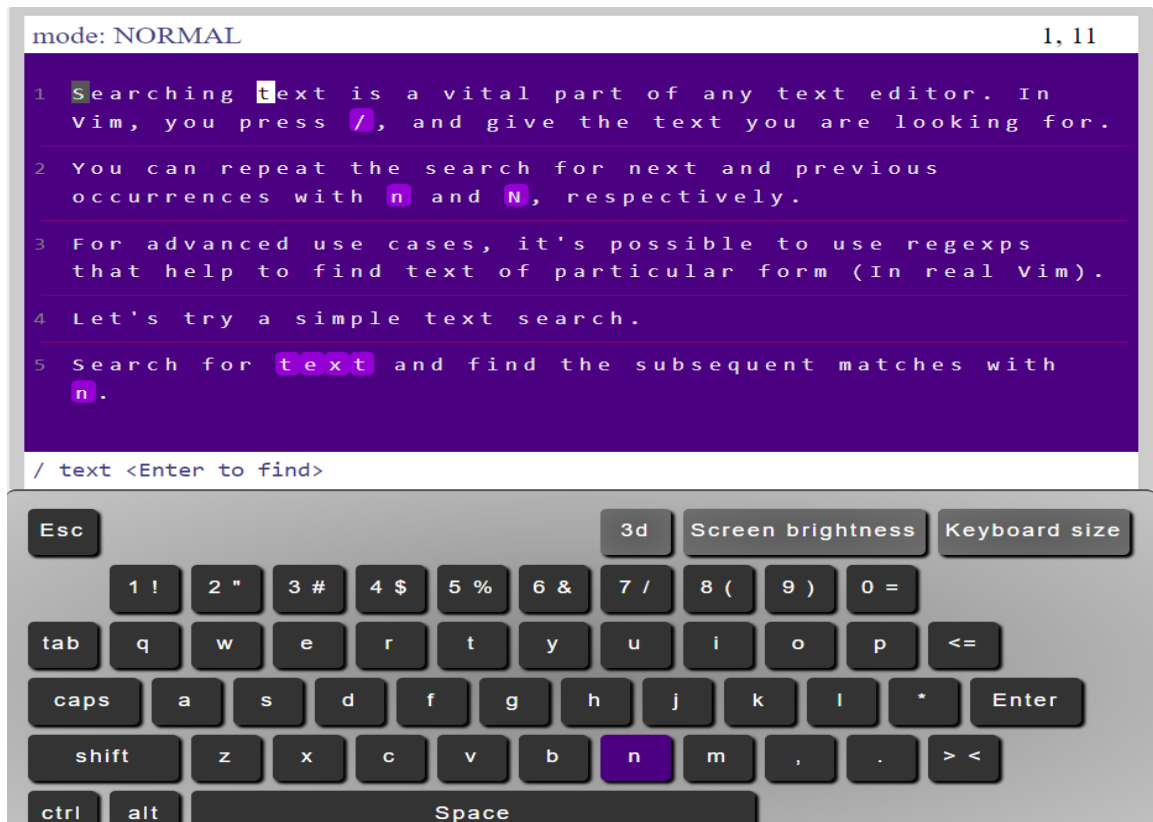 mode: NORMAL 1, 11
1 Searching text is a vital part of any text editor. In
Vim, you press /, and give the text you are looking for.
2 You can repeat the search for next and previous
occurrences with n and N, respectively.
3 For advanced use cases, it's possible to use regexps
that help to find text of particular form (In real Vim).
4 Let's try a simple text search.
5 Search for text and find the subsequent matches with
n.
/ text <Enter to find>
Esc 3d Screen brightness Keyboard size
1 ! 2 " 3 # 4 $ 5 % 6 & 7 / 8 ( 9 ) 0 =
tab q w e r t y u i o p <=
caps a s d f g h j k l * Enter
shift z x c v b n m , . > <
ctrl alt Space